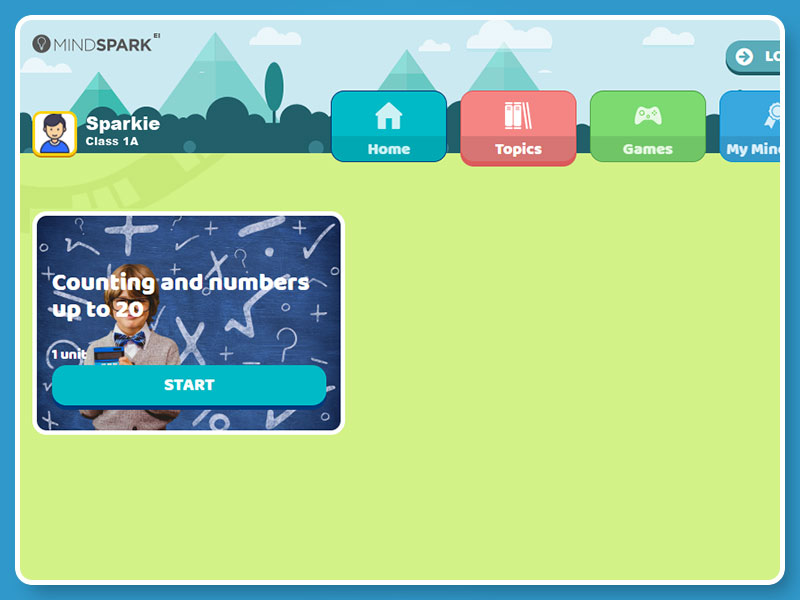 MINDSPARK EI
LO
Sparkie
Class 1A
Home
Topics
Games
My Min
Counting and numbers
up to 20
1 unit
START